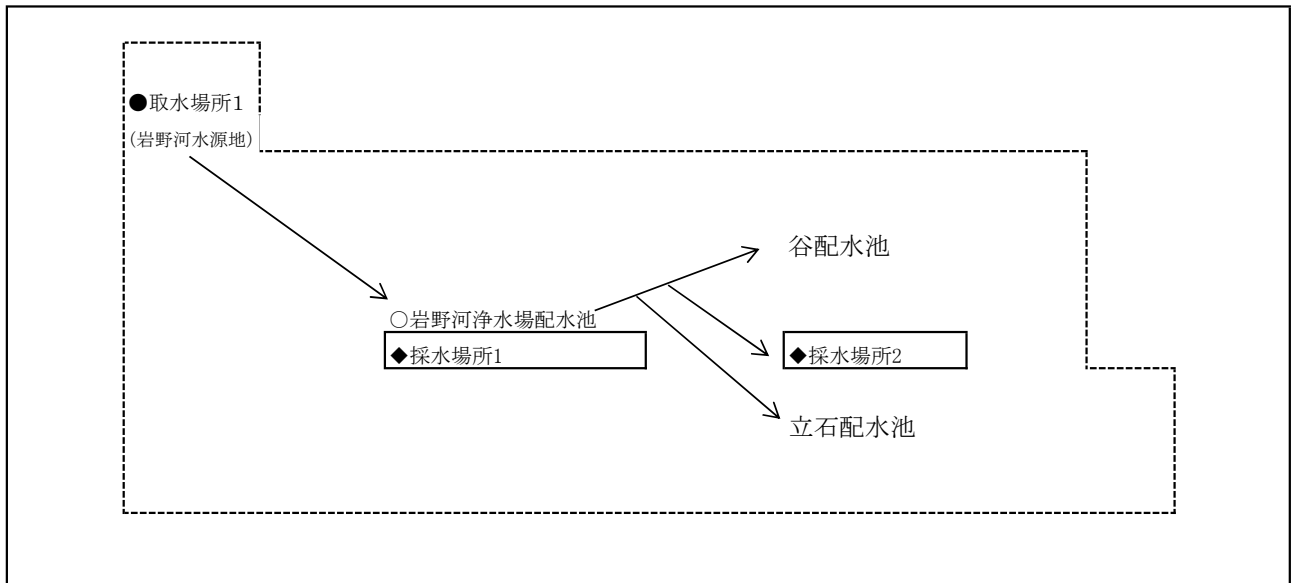 ●取水場所1
(岩野河水源地)
谷配水池
○岩野河浄水場配水池
◆採水場所1
◆採水場所2
立石配水池